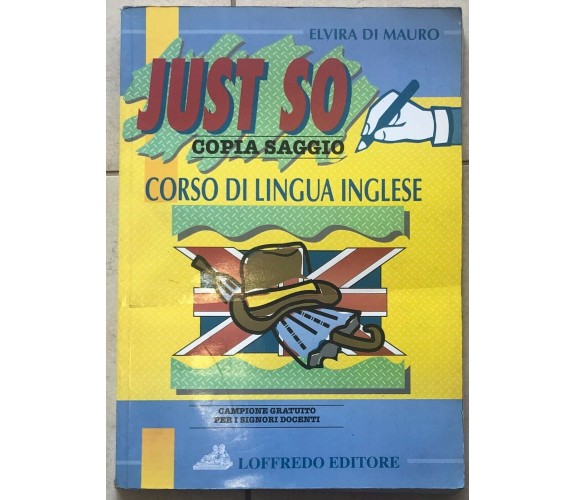 ELVIRA DI MAURO
JUST SO
COPIA SAGGIO
CORSO DI LINGUA INGLESE
CAMPIONE GRATUITO
PER I SIGNORI DOCENTI
LOFFREDO EDITORE